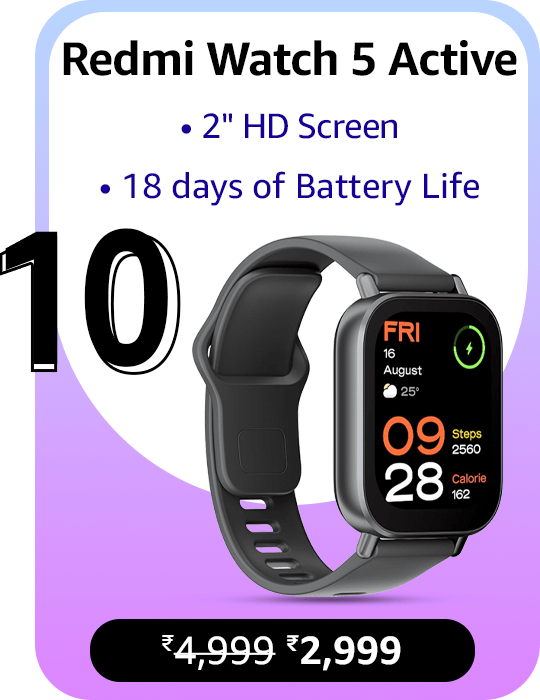 Redmi Watch 5 Active
• 2" HD Screen
• 18 days of Battery Life
10
FRI
16
August
25°
09
28
Steps
2560
Calorie
162
₹4,999 ₹2,999